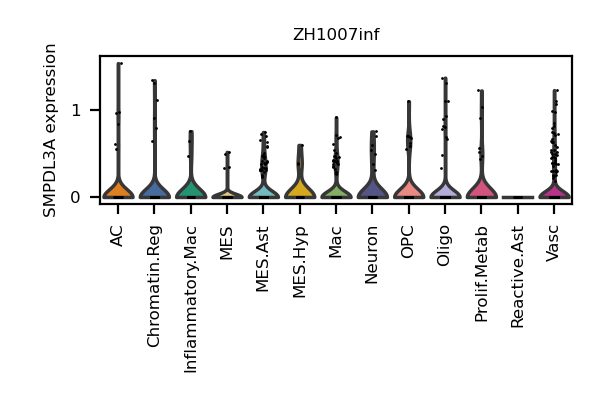 ZH1007inf
SMPDL3A expression
1
0
AC
Chromatin.Reg
Inflammatory.Mac
MES
MES.Ast
MES.Hyp
Mac
Neuron
OPC
Oligo
Prolif.Metab
Reactive.Ast
Vasc